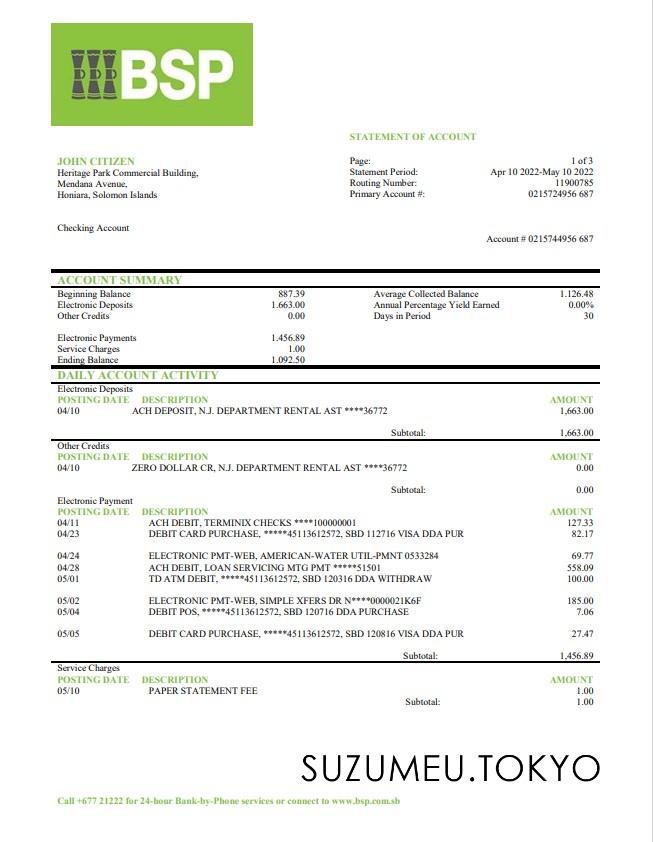 BSP
STATEMENT OF ACCOUNT
JOHN CITIZEN
Heritage Park Commercial Building,
Mendana Avenue,
Honiara, Solomon Islands
Page: 1 of 3
Statement Period: Apr 10 2022-May 10 2022
Routing Number: 11900785
Primary Account #: 0215724956 687
Checking Account
Account # 0215744956 687
ACCOUNT SUMMARY
Beginning Balance 887.39 Average Collected Balance 1.126.48
Electronic Deposits 1.663.00 Annual Percentage Yield Earned 0.00%
Other Credits 0.00 Days in Period 30
Electronic Payments 1.456.89
Service Charges 1.00
Ending Balance 1.092.50
DAILY ACCOUNT ACTIVITY
Electronic Deposits
POSTING DATE DESCRIPTION AMOUNT
04/10 ACH DEPOSIT, N.J. DEPARTMENT RENTAL AST ****36772 1,663.00
Subtotal: 1,663.00
Other Credits
POSTING DATE DESCRIPTION AMOUNT
04/10 ZERO DOLLAR CR, N.J. DEPARTMENT RENTAL AST ****36772 0.00
Subtotal: 0.00
Electronic Payment
POSTING DATE DESCRIPTION AMOUNT
04/11 ACH DEBIT, TERMINIX CHECKS ****100000001 127.33
04/23 DEBIT CARD PURCHASE, *****45113612572, SBD 112716 VISA DDA PUR 82.17
04/24 ELECTRONIC PMT-WEB, AMERICAN-WATER UTIL-PMNT 0533284 69.77
04/28 ACH DEBIT, LOAN SERVICING MTG PMT *****51501 558.09
05/01 TD ATM DEBIT, *****45113612572, SBD 120316 DDA WITHDRAW 100.00
05/02 ELECTRONIC PMT-WEB, SIMPLE XFERS DR N****0000021K6F 185.00
05/04 DEBIT POS, *****45113612572, SBD 120716 DDA PURCHASE 7.06
05/05 DEBIT CARD PURCHASE, *****45113612572, SBD 120816 VISA DDA PUR 27.47
Subtotal: 1,456.89
Service Charges
POSTING DATE DESCRIPTION AMOUNT
05/10 PAPER STATEMENT FEE 1.00
Subtotal: 1.00
SUZUMEU.TOKYO
Call +677 21222 for 24-hour Bank-by-Phone services or connect to www.bsp.com.sb